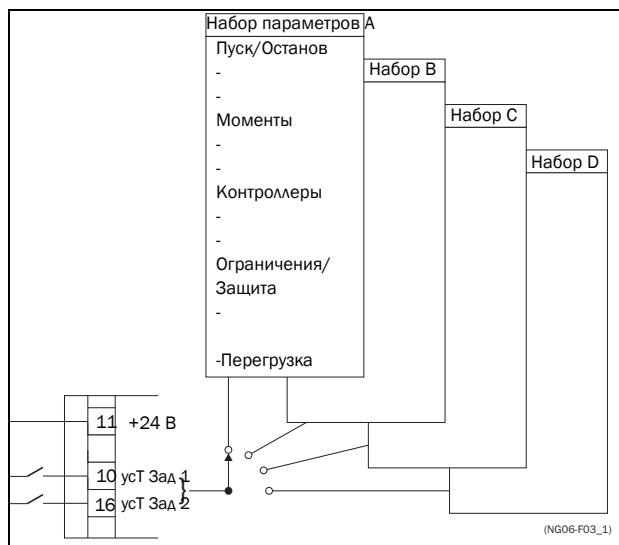 Набор параметров A
Пуск/Останов
-
-
Моменты
-
-
Контроллеры
-
-
Ограничения/
Защита
-
-Перегрузка
Набор B
Набор C
Набор D
11 +24 В
10 усТ Зад 1
16 усТ Зад 2
(NG06-F03_1)